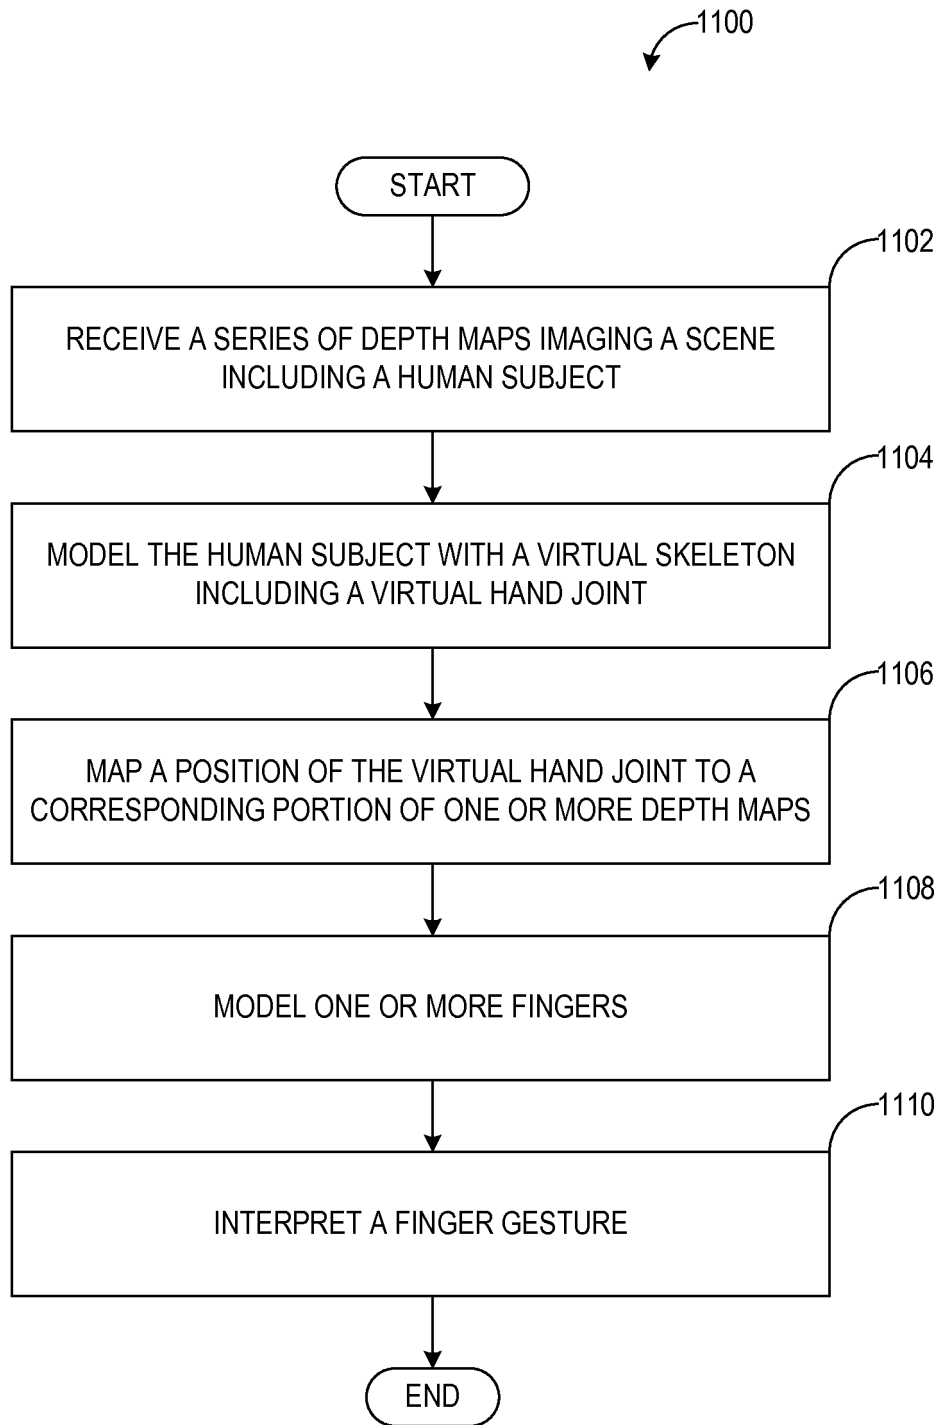 1100
START
1102
RECEIVE A SERIES OF DEPTH MAPS IMAGING A SCENE
INCLUDING A HUMAN SUBJECT
1104
MODEL THE HUMAN SUBJECT WITH A VIRTUAL SKELETON
INCLUDING A VIRTUAL HAND JOINT
1106
MAP A POSITION OF THE VIRTUAL HAND JOINT TO A
CORRESPONDING PORTION OF ONE OR MORE DEPTH MAPS
1108
MODEL ONE OR MORE FINGERS
1110
INTERPRET A FINGER GESTURE
END